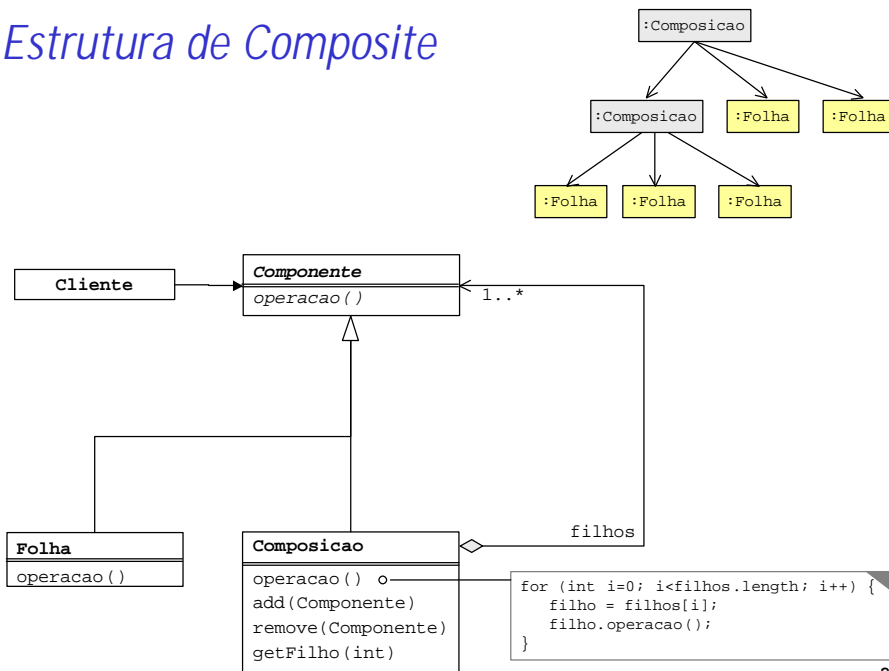 Estrutura de Composite
:Composicao
:Composicao
:Folha
:Folha
:Folha
:Folha
:Folha
Cliente
Componente
operacao()
1..*
filhos
Folha
operacao()
Composicao
operacao()
add(Componente)
remove(Componente)
getFilho(int)
for (int i=0; i<filhos.length; i++) {
filho = filhos[i];
filho.operacao();
}